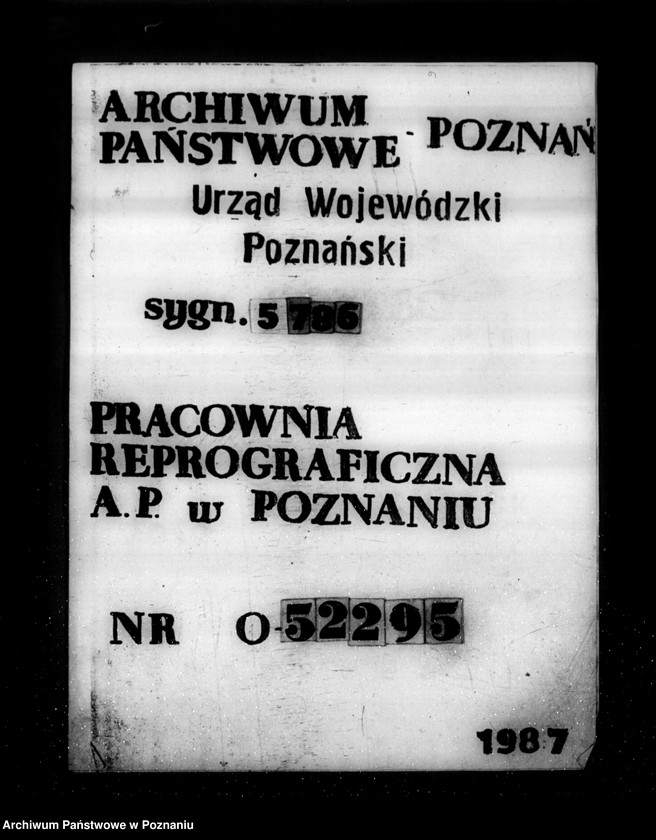 ARCHIWUM
PAŃSTWOWE - POZNAŃ
Urząd Wojewódzki
Poznański
sygn. 5786
PRACOWNIA
REPROGRAFICZNA
A.P. w POZNANIU
NR O-52295
1987
Archiwum Państwowe w Poznaniu